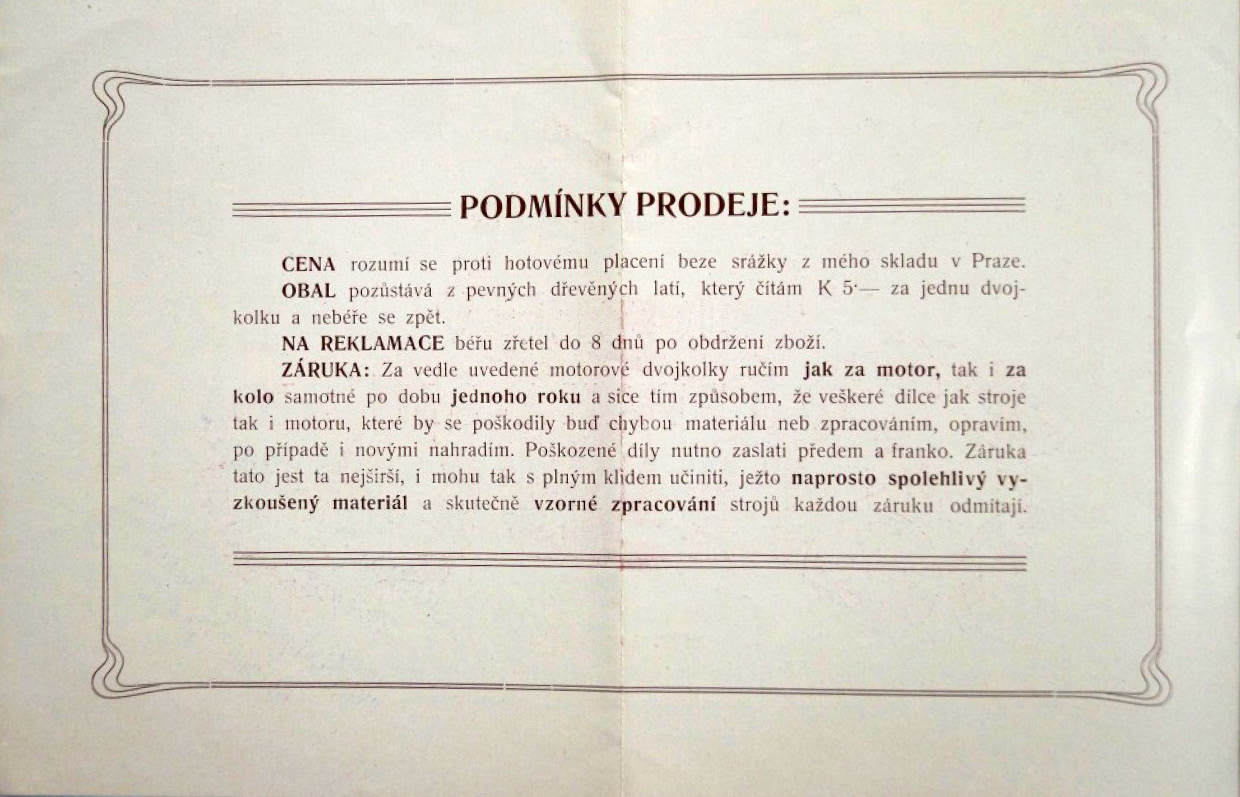 PODMÍNKY PRODEJE:
CENA rozumí se proti hotovému placení beze srážky z mého skladu v Praze.
OBAL pozůstává z pevných dřevěných latí, který čítám K 5·— za jednu dvoj-
kolku a nebéře se zpět.
NA REKLAMACE béřu zřetel do 8 dnů po obdržení zboží.
ZÁRUKA: Za vedle uvedené motorové dvojkolky ručím jak za motor, tak i za
kolo samotné po dobu jednoho roku a sice tím způsobem, že veškeré dílce jak stroje
tak i motoru, které by se poškodily buď chybou materiálu neb zpracováním, opravím,
po případě i novými nahradím. Poškozené díly nutno zaslati předem a franko. Záruka
tato jest ta nejširší, i mohu tak s plným klidem učiniti, ježto naprosto spolehlivý vy-
zkoušený materiál a skutečně vzorné zpracování strojů každou záruku odmítají.